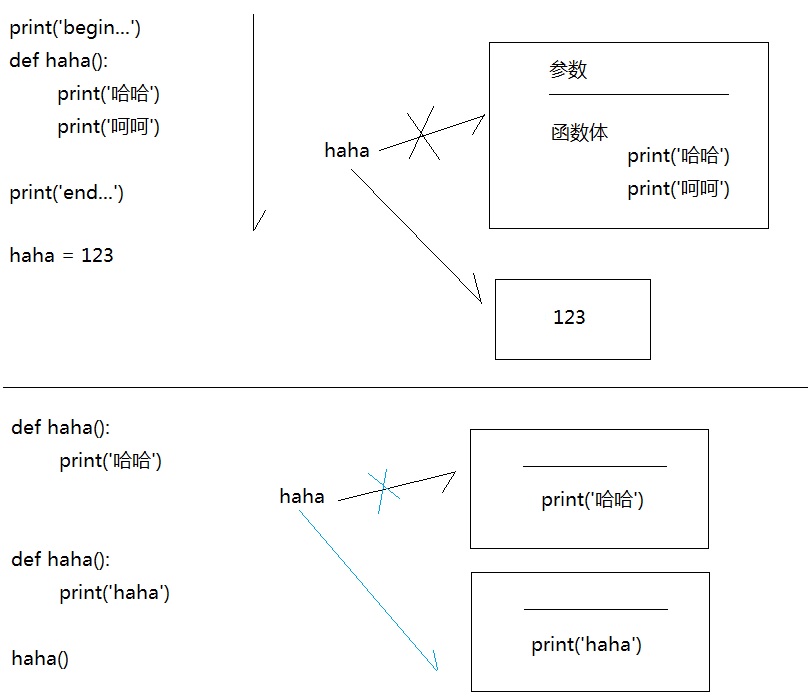 print('begin...')
def haha():
print('哈哈')
print('呵呵')
print('end...')
haha = 123
haha
参数
函数体
print('哈哈')
print('呵呵')
123
def haha():
print('哈哈')
def haha():
print('haha')
haha()
haha
print('哈哈')
print('haha')